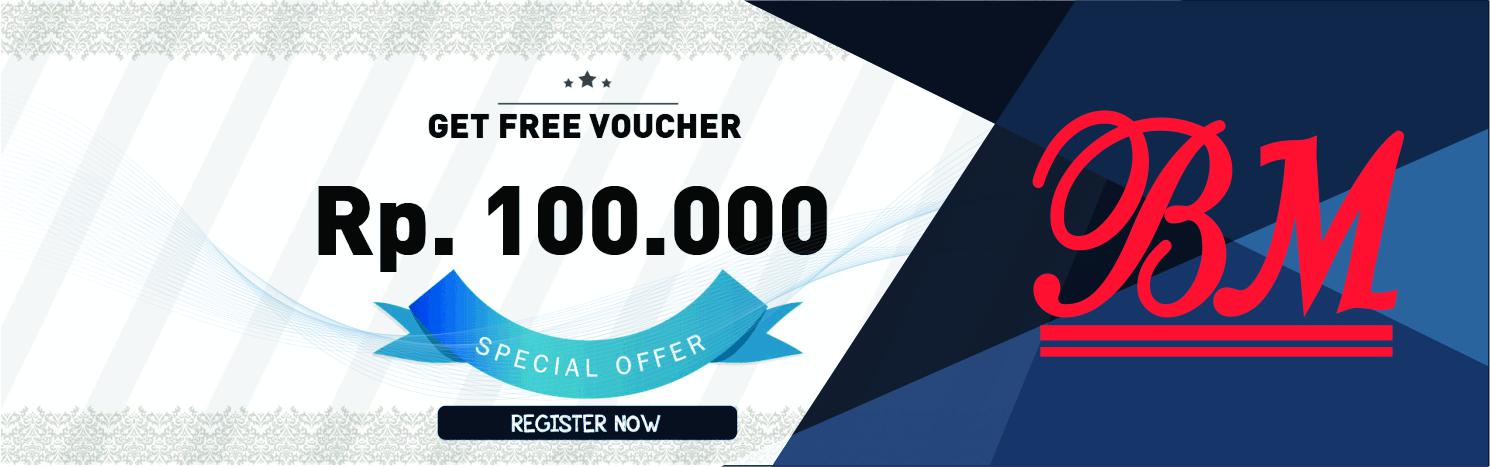 GET FREE VOUCHER
Rp. 100.000
SPECIAL OFFER
REGISTER NOW
BM